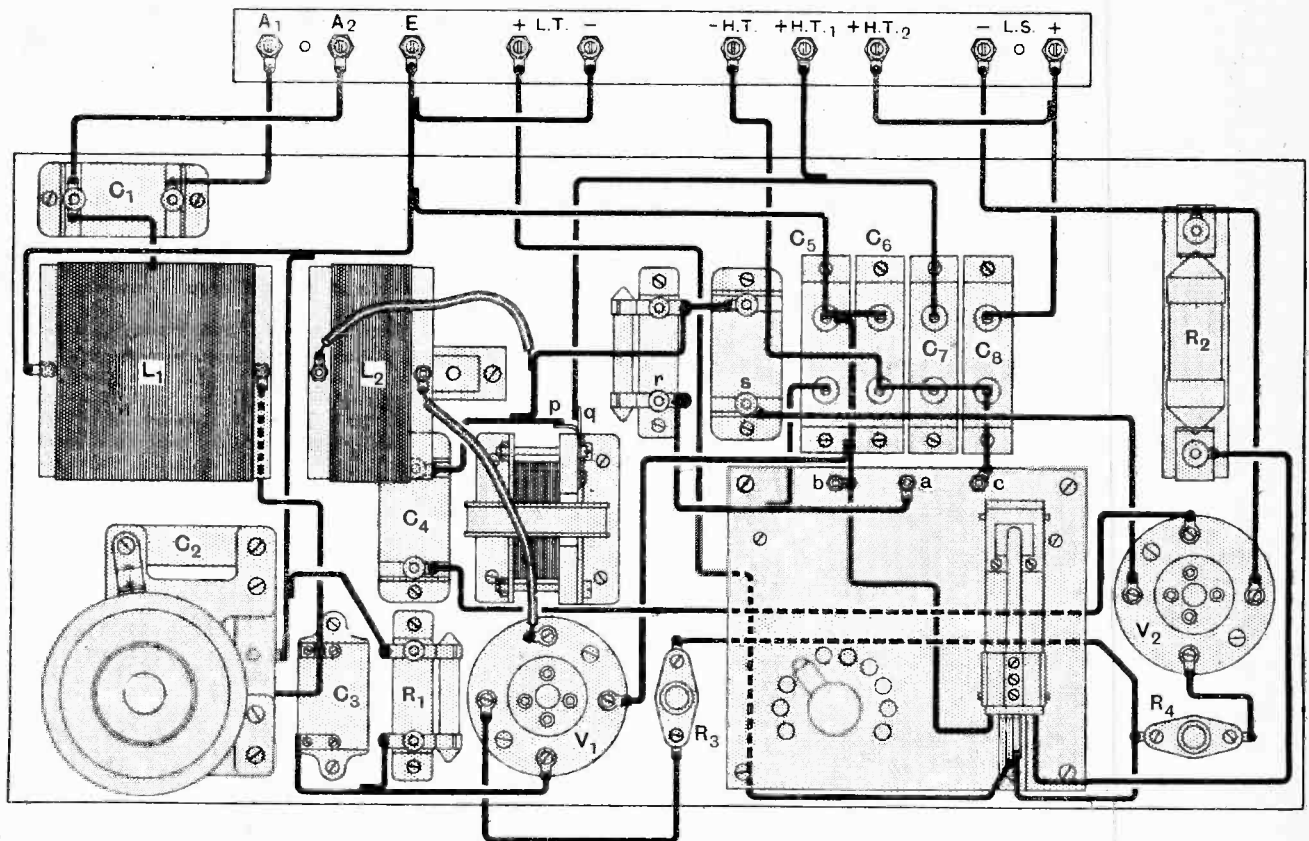 A₁ A₂ E + L.T. − −H.T. +H.T.₁ +H.T.₂ − L.S. +
C₁
C₅ C₆
L₁ L₂ C₇ C₈ R₂
r s
p q
b a c
C₄
C₂
C₃ R₁ V₁ R₃ V₂ R₄